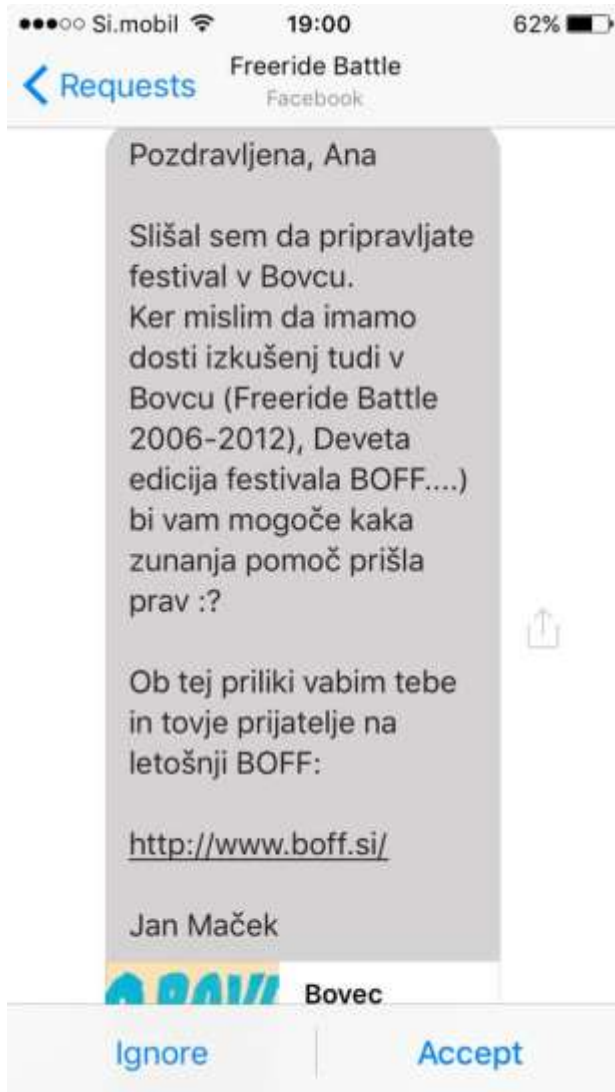 Si.mobil 19:00 62%
Requests Freeride Battle
Facebook
Pozdravljena, Ana
Slišal sem da pripravljate
festival v Bovcu.
Ker mislim da imamo
dosti izkušenj tudi v
Bovcu (Freeride Battle
2006-2012), Deveta
edicija festivala BOFF....)
bi vam mogoče kaka
zunanja pomoč prišla
prav :?
Ob tej priliki vabim tebe
in tovje prijatelje na
letošnji BOFF:
http://www.boff.si/
Jan Maček
Bovec
Ignore Accept